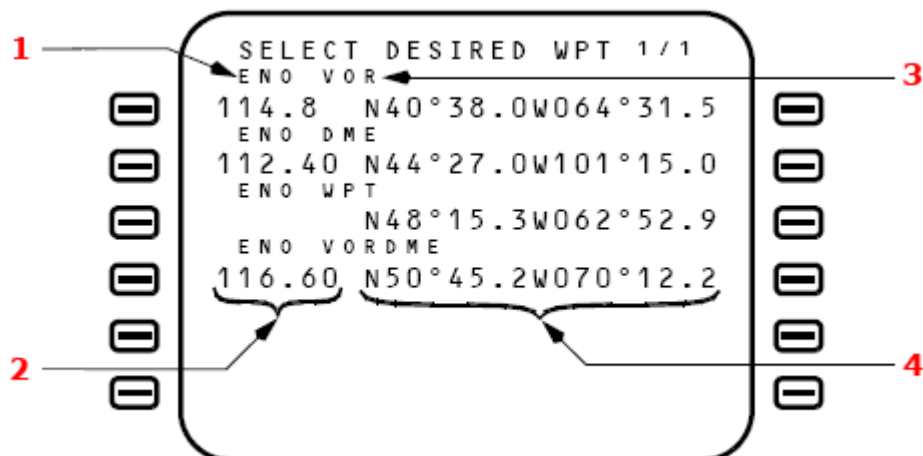 1
SELECT DESIRED WPT 1/1
ENO VOR
3
114.8 N40°38.0W064°31.5
ENO DME
112.40 N44°27.0W101°15.0
ENO WPT
N48°15.3W062°52.9
ENO VORDME
116.60 N50°45.2W070°12.2
2
4